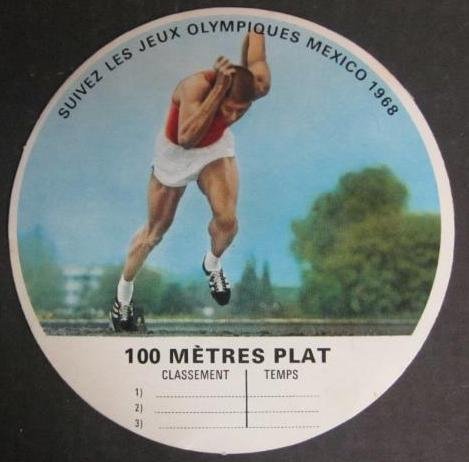 SUIVEZ LES JEUX OLYMPIQUES MEXICO 1968
100 MÈTRES PLAT
CLASSEMENT TEMPS
1)
2)
3)